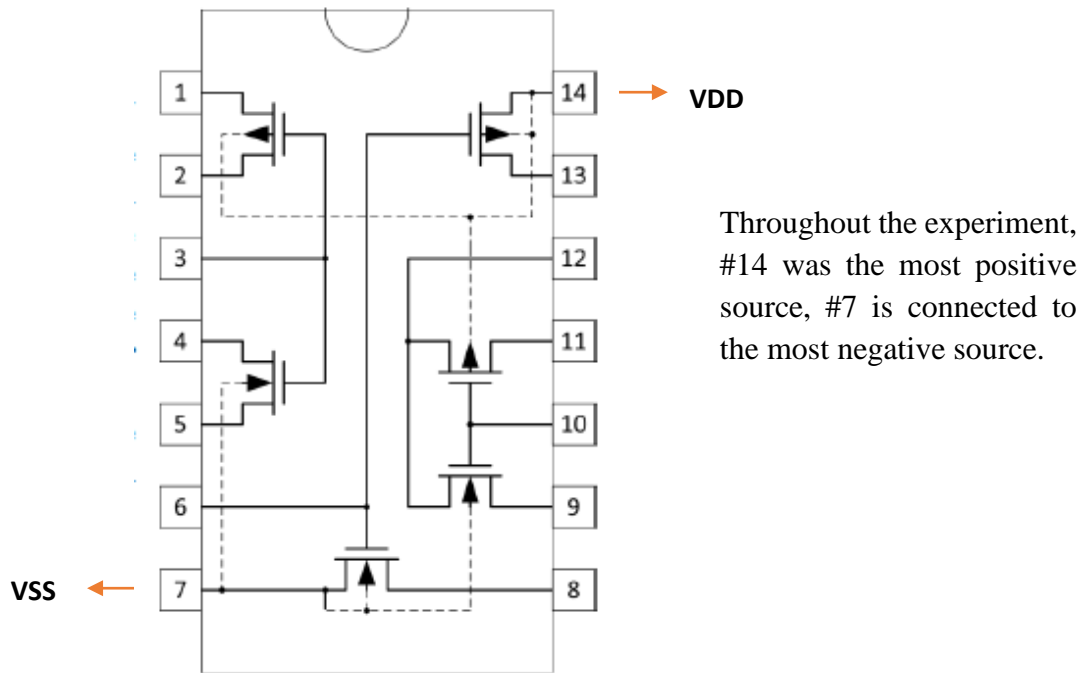 1
14
VDD
2
13
3
12
4
11
5
10
6
9
7
8
VSS
Throughout the experiment,
#14 was the most positive
source, #7 is connected to
the most negative source.